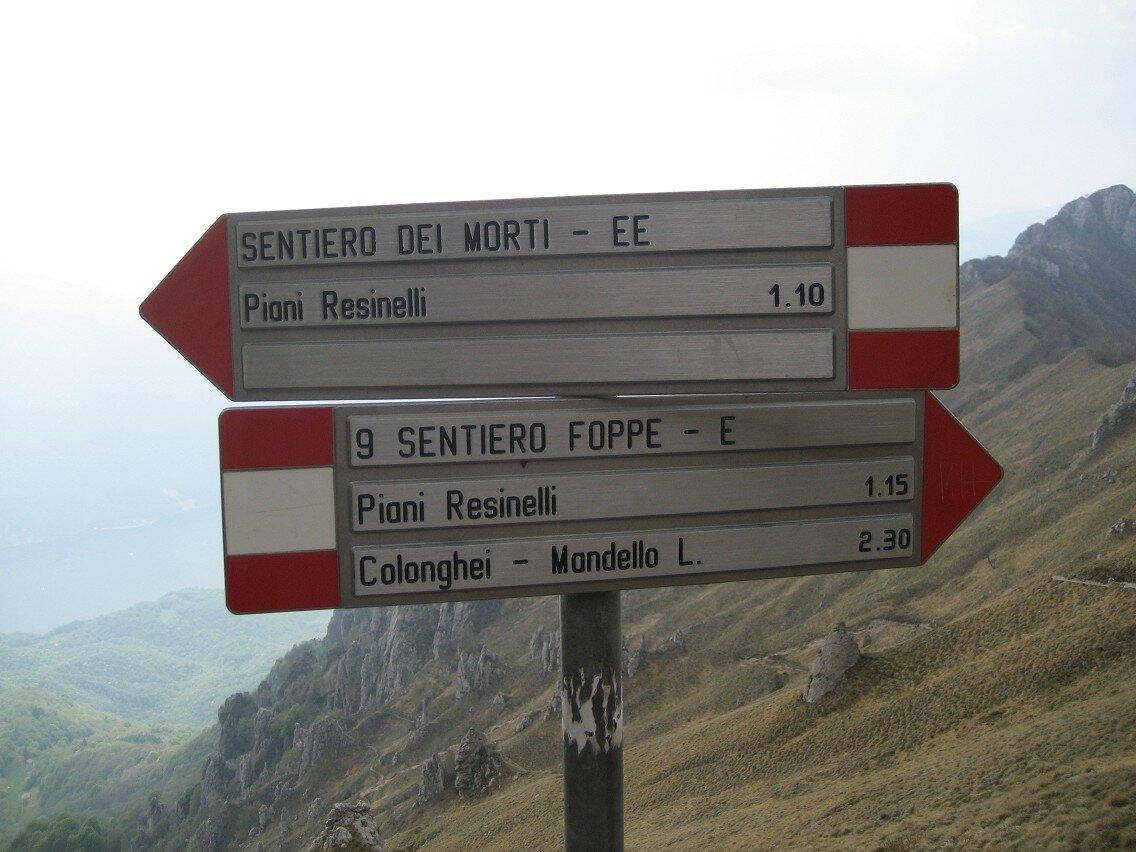 SENTIERO DEI MORTI - EE
Piani Resinelli 1.10
9 SENTIERO FOPPE - E
Piani Resinelli 1.15
Colonghei - Mandello L. 2.30